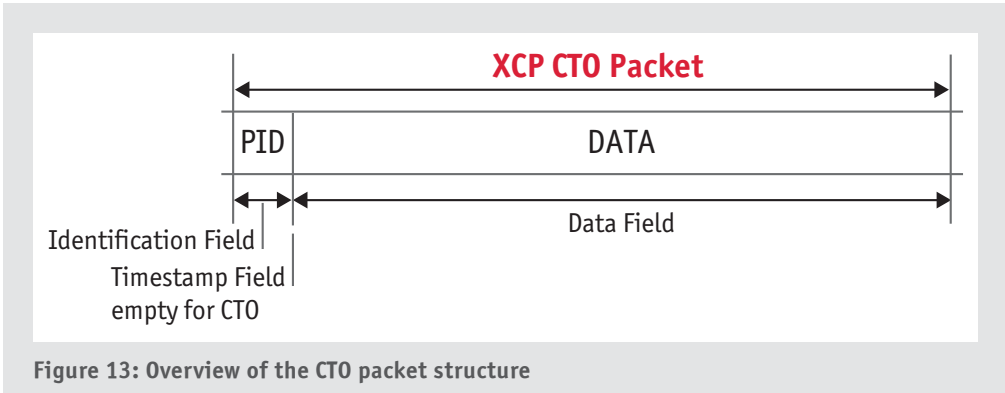 XCP CTO Packet
PID
DATA
Data Field
Identification Field
Timestamp Field
empty for CTO
Figure 13: Overview of the CTO packet structure